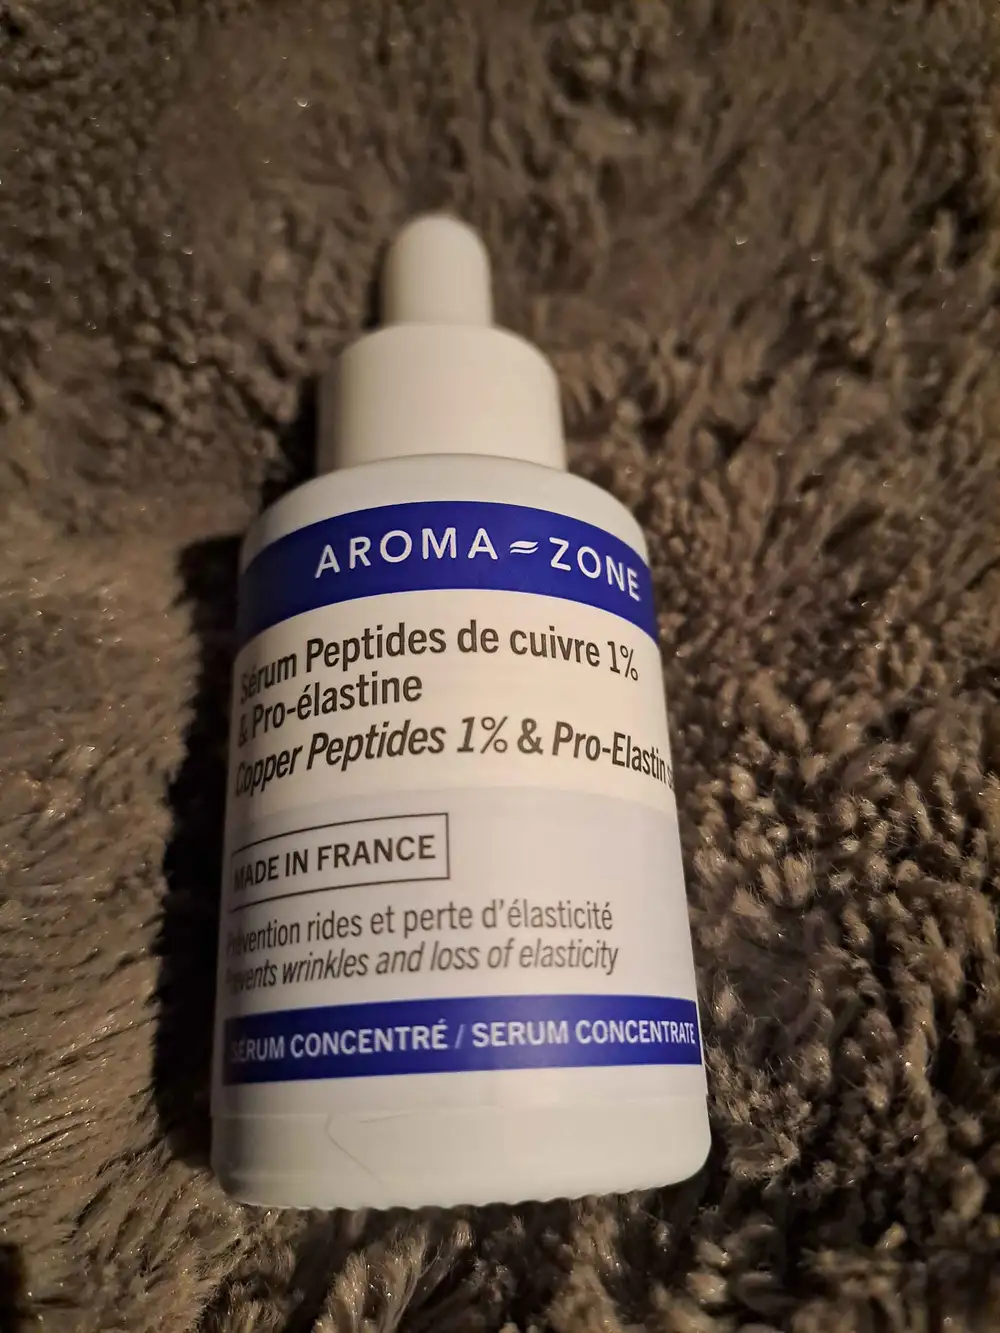 AROMA ZONE
Sérum Peptides de cuivre 1%
& Pro-élastine
Copper Peptides 1% & Pro-Elastin
MADE IN FRANCE
Prévention rides et perte d'élasticité
Prevents wrinkles and loss of elasticity
SÉRUM CONCENTRÉ / SERUM CONCENTRATE